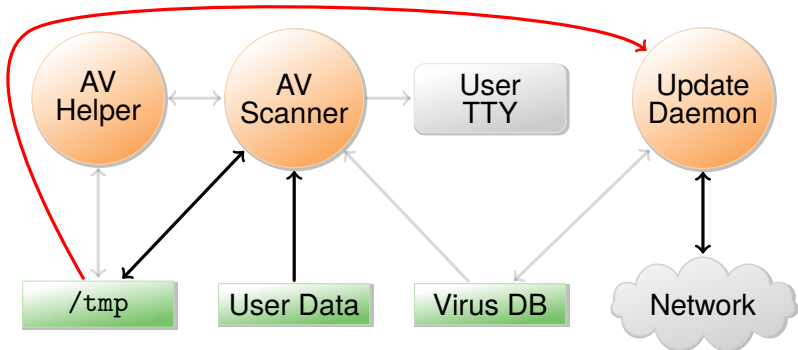 AV
Helper
AV
Scanner
User
TTY
Update
Daemon
/tmp
User Data
Virus DB
Network